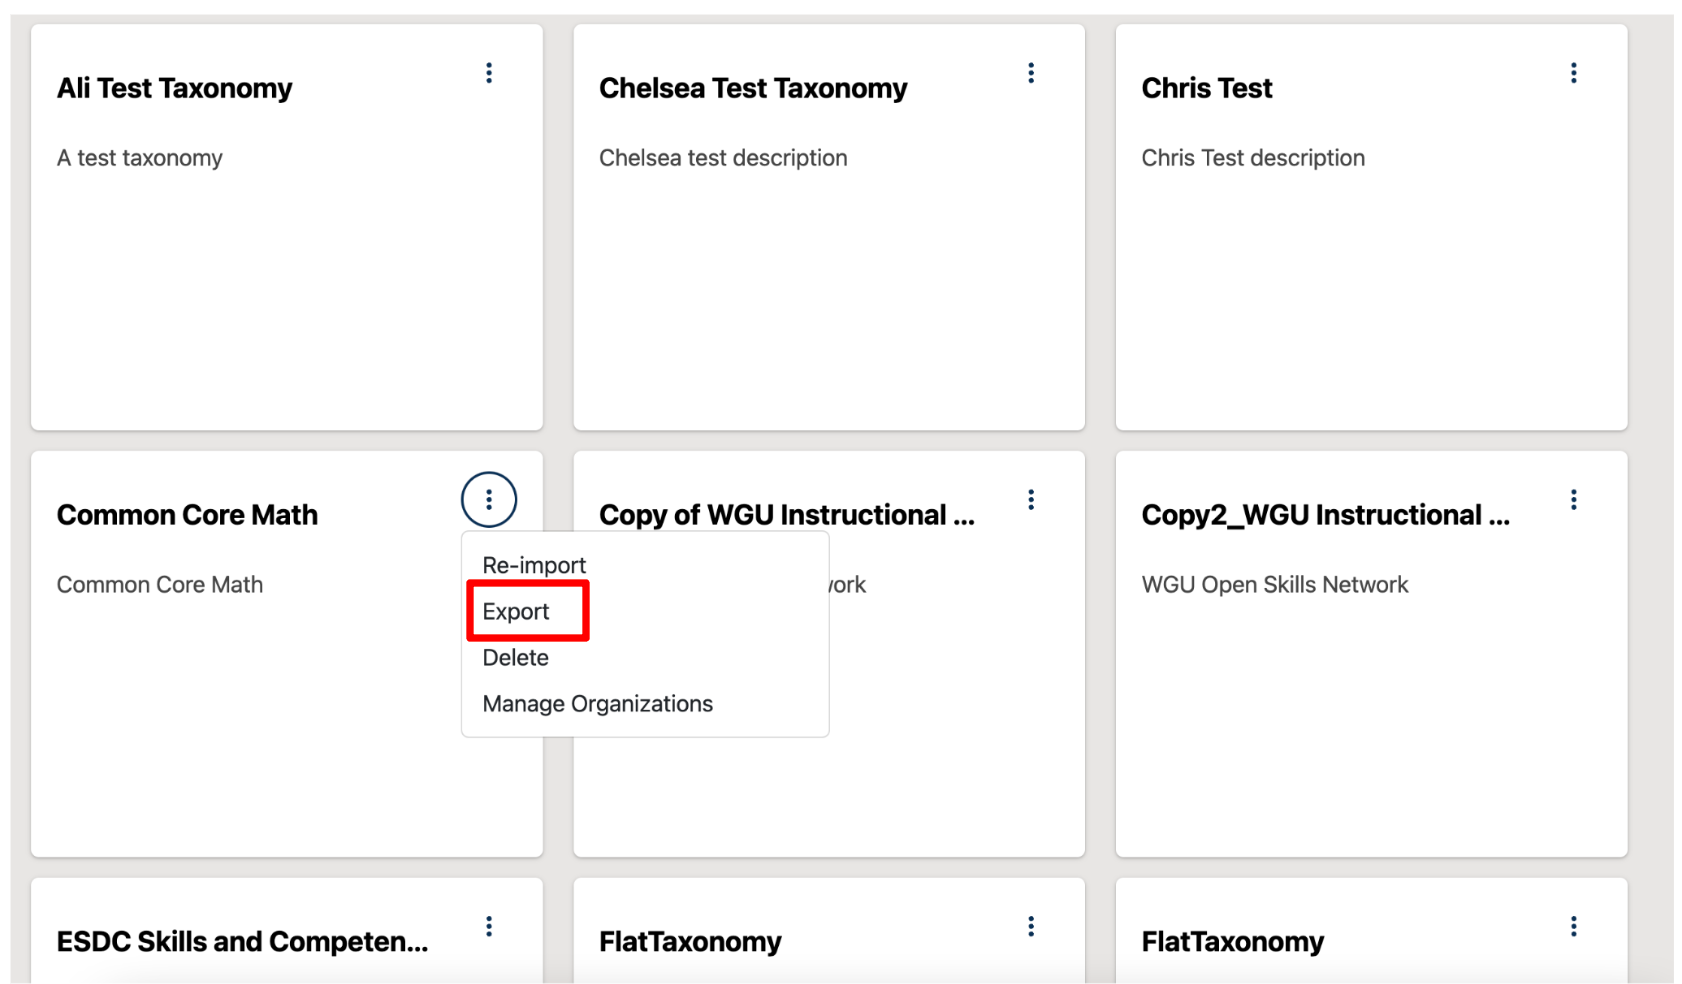 Ali Test Taxonomy
A test taxonomy
Chelsea Test Taxonomy
Chelsea test description
Chris Test
Chris Test description
Common Core Math
Common Core Math
Re-import
Export
Delete
Manage Organizations
Copy of WGU Instructional ...
Copy2_WGU Instructional ...
WGU Open Skills Network
ESDC Skills and Competen...
FlatTaxonomy
FlatTaxonomy